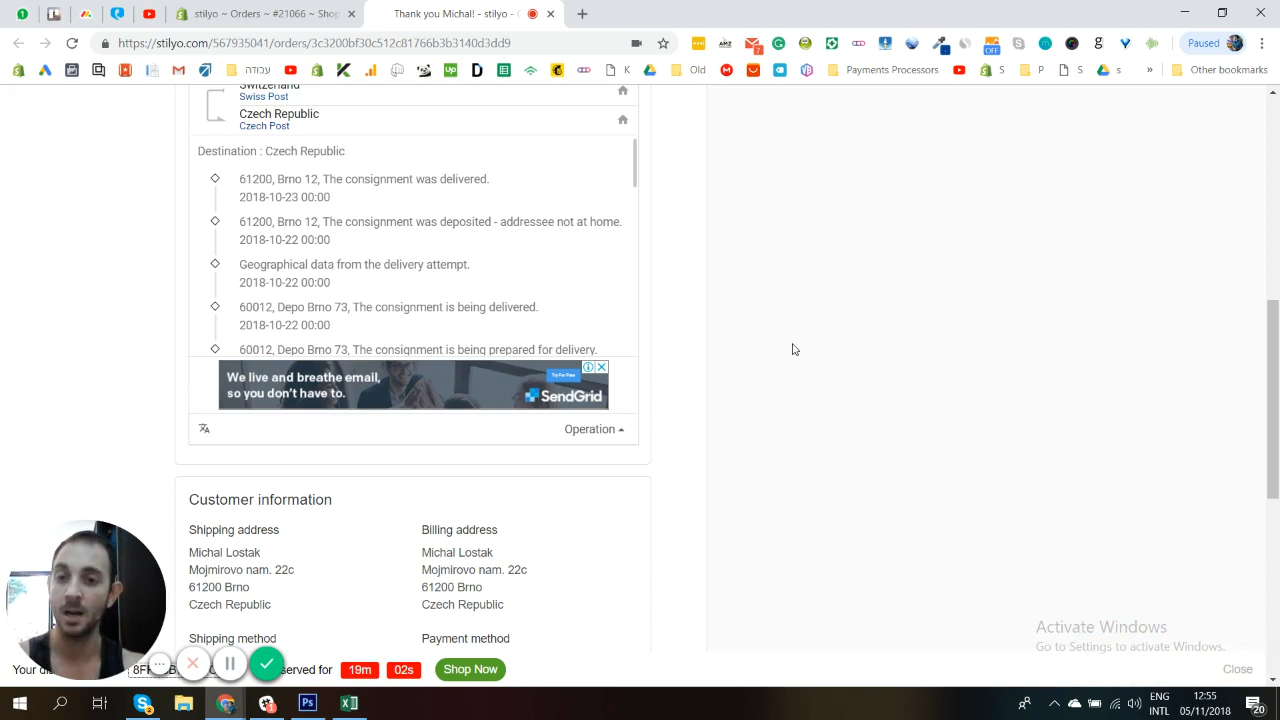 stilyo ~ Orders ~ #21066 ~ Shop
Thank you Michal! - stilyo -
https://stilyo.com/567933041/orders/3c3200bf30c512c81766b3b3140d3dd9
Paused
עבודה
K
Old
Payments Processors
S
P
S
s
»
Other bookmarks
Switzerland
Swiss Post
Czech Republic
Czech Post
Destination : Czech Republic
61200, Brno 12, The consignment was delivered.
2018-10-23 00:00
61200, Brno 12, The consignment was deposited - addressee not at home.
2018-10-22 00:00
Geographical data from the delivery attempt.
2018-10-22 00:00
60012, Depo Brno 73, The consignment is being delivered.
2018-10-22 00:00
60012, Depo Brno 73, The consignment is being prepared for delivery.
We live and breathe email,
so you don't have to.
Try For Free
SendGrid
Operation
Customer information
Shipping address
Billing address
Michal Lostak
Michal Lostak
Mojmirovo nam. 22c
Mojmirovo nam. 22c
61200 Brno
61200 Brno
Czech Republic
Czech Republic
Shipping method
Payment method
Activate Windows
Go to Settings to activate Windows.
Your
served for
19m
02s
Shop Now
Close
ENG
INTL
12:55
05/11/2018
20